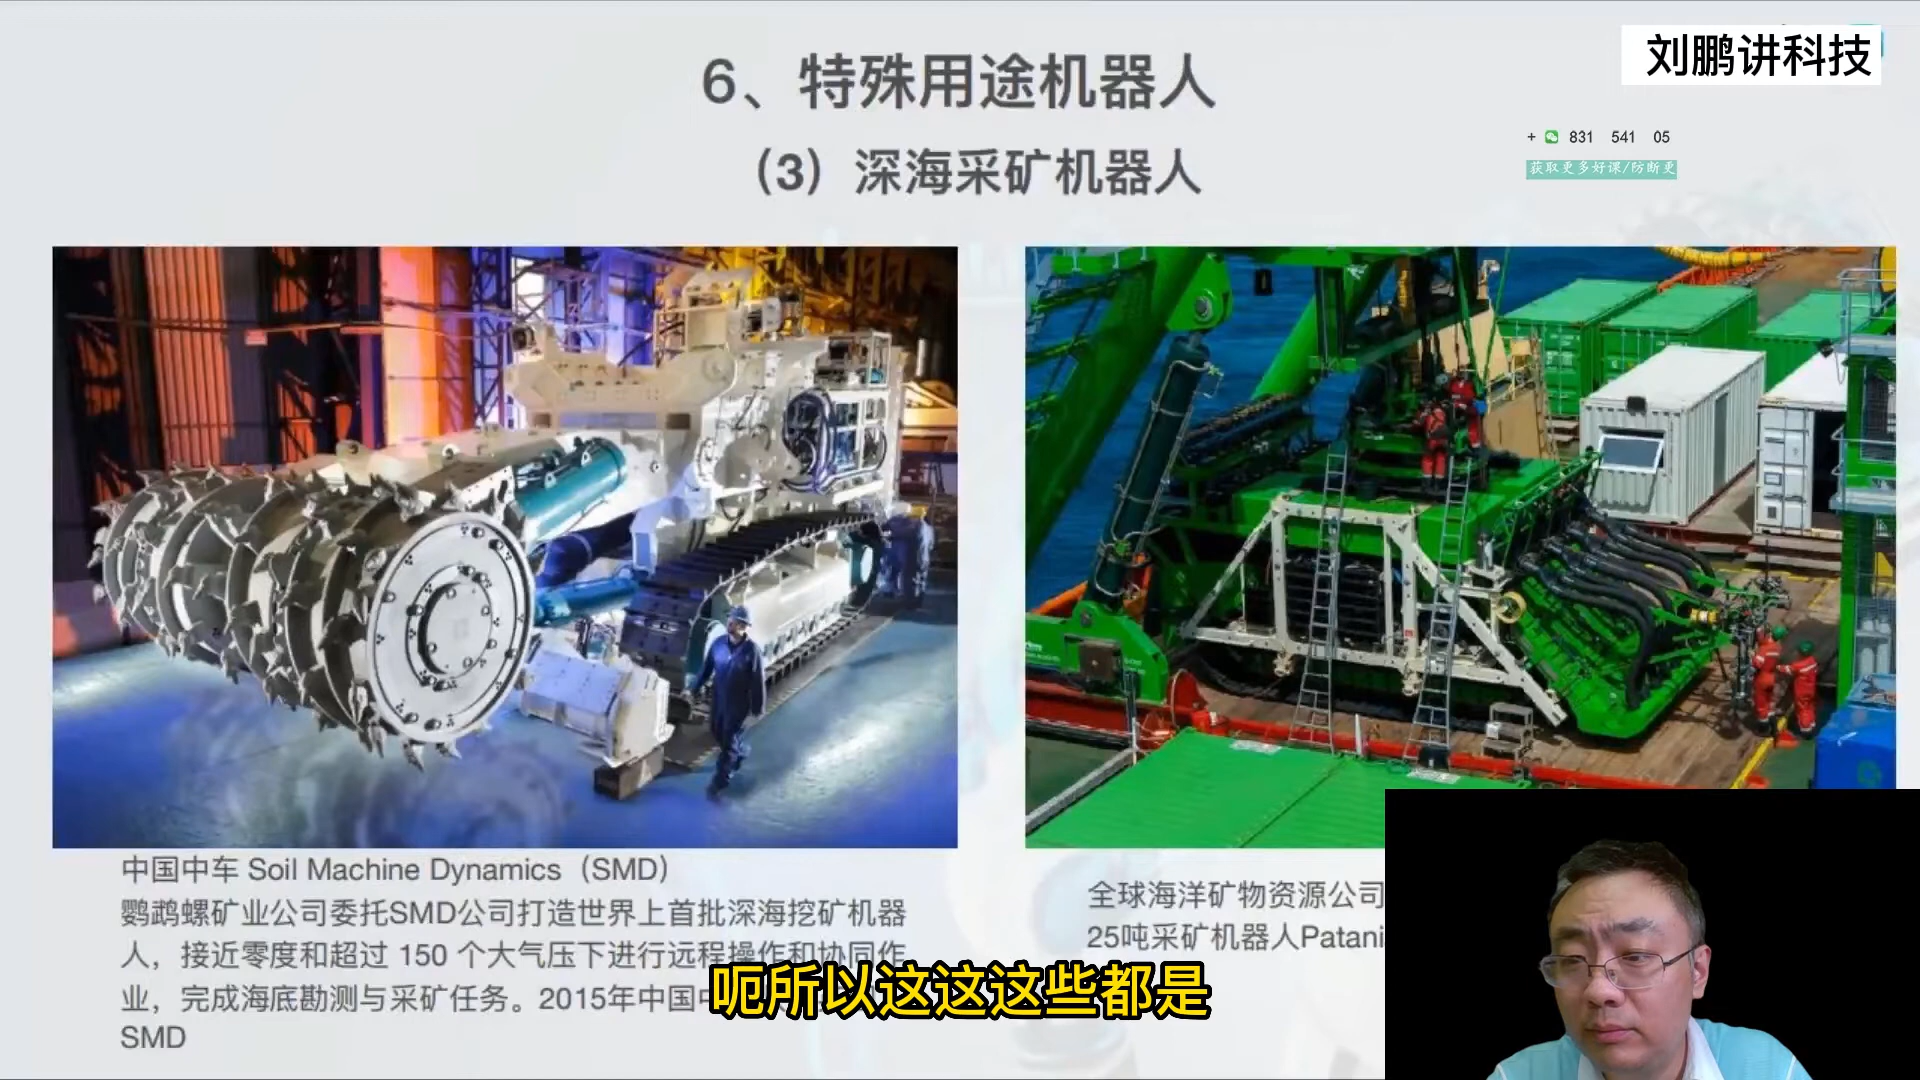 6、特殊用途机器人
刘鹏讲科技
+ 831 541 05
获取更多好课/防断更
（3）深海采矿机器人
中国中车 Soil Machine Dynamics（SMD）
鹦鹉螺矿业公司委托SMD公司打造世界上首批深海挖矿机器
人，接近零度和超过 150 个大气压下进行远程操作和协同作
业，完成海底勘测与采矿任务。2015年中国
SMD
全球海洋矿物资源公司
25吨采矿机器人Patani
呃所以这这这些都是